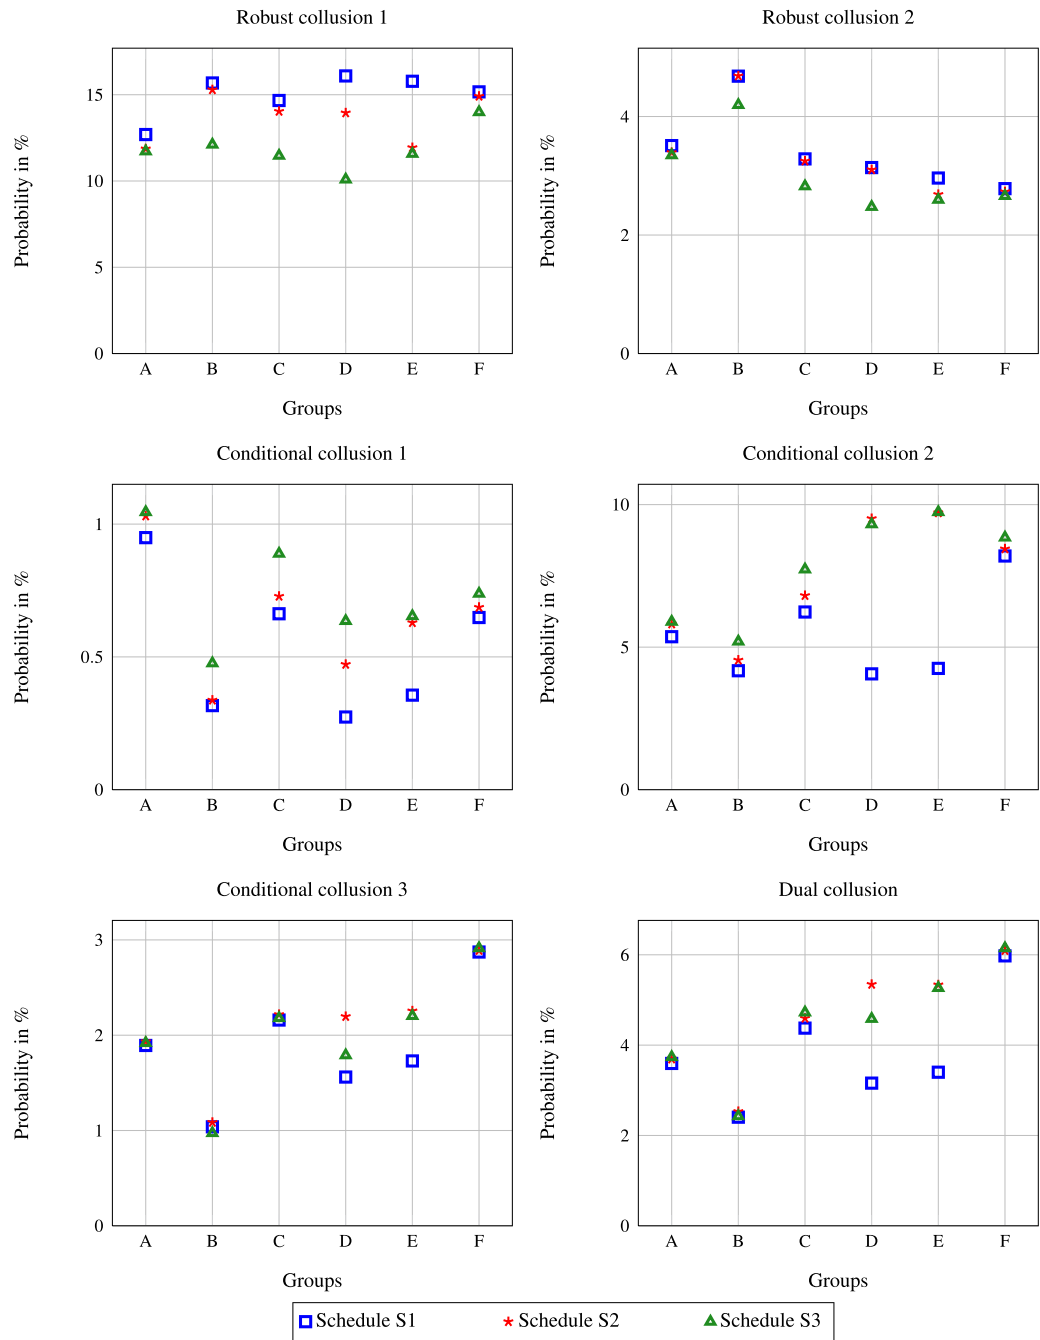 Robust collusion 1
Probability in %
15
10
5
0
A B C D E F
Groups
Robust collusion 2
Probability in %
4
2
0
A B C D E F
Groups
Conditional collusion 1
Probability in %
1
0.5
0
A B C D E F
Groups
Conditional collusion 2
Probability in %
10
5
0
A B C D E F
Groups
Conditional collusion 3
Probability in %
3
2
1
0
A B C D E F
Groups
Dual collusion
Probability in %
6
4
2
0
A B C D E F
Groups
Schedule S1 Schedule S2 Schedule S3